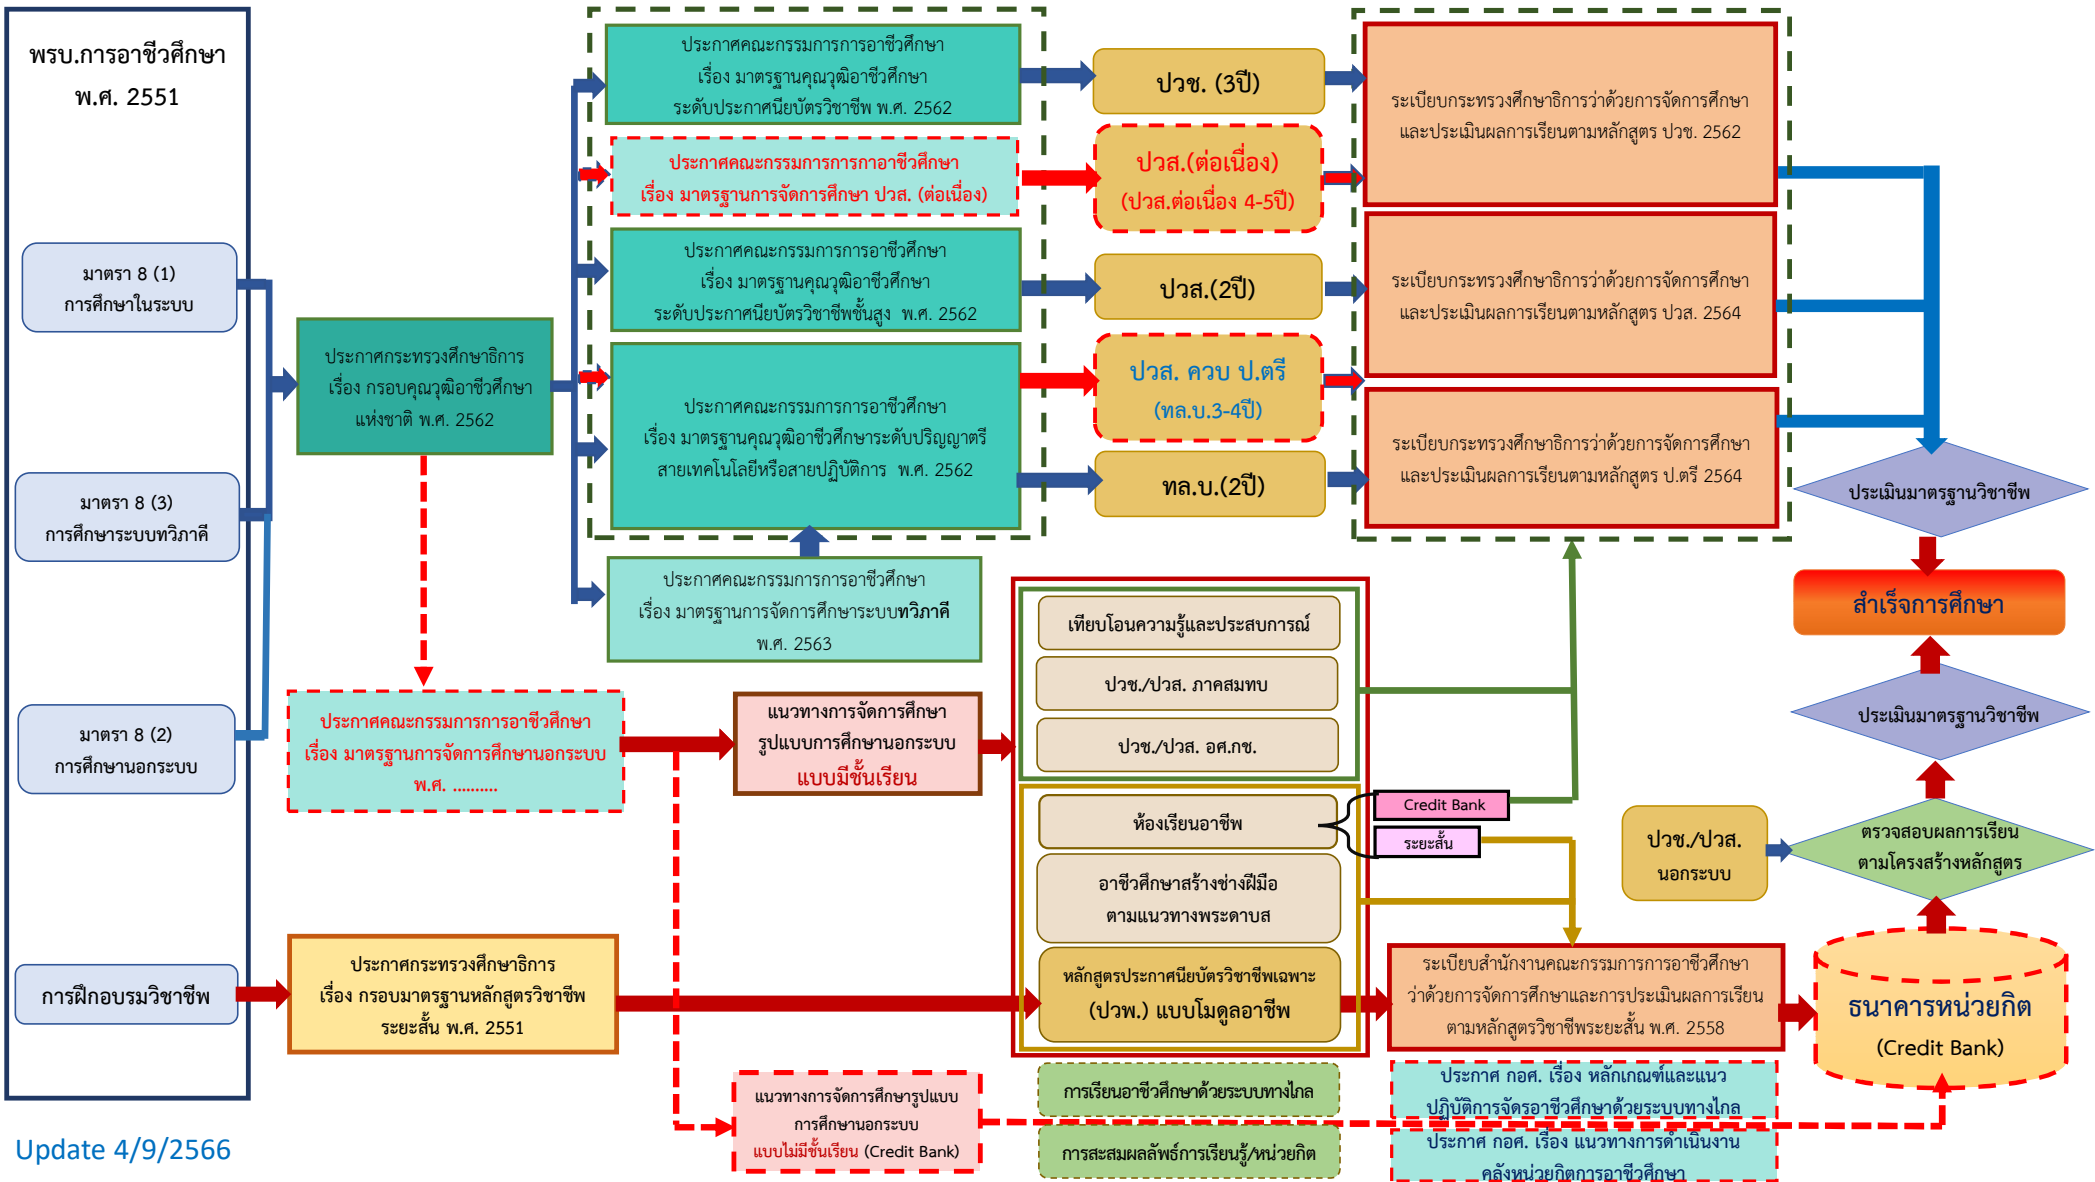 พรบ.การอาชีวศึกษา
พ.ศ. 2551
มาตรา 8 (1)
การศึกษาในระบบ
มาตรา 8 (3)
การศึกษาระบบทวิภาคี
มาตรา 8 (2)
การศึกษานอกระบบ
การฝึกอบรมวิชาชีพ
Update 4/9/2566
ประกาศกระทรวงศึกษาธิการ
เรื่อง กรอบคุณวุฒิอาชีวศึกษา
แห่งชาติ พ.ศ. 2562
ประกาศคณะกรรมการการอาชีวศึกษา
เรื่อง มาตรฐานการจัดการศึกษานอกระบบ
พ.ศ. ..........
ประกาศกระทรวงศึกษาธิการ
เรื่อง กรอบมาตรฐานหลักสูตรวิชาชีพ
ระยะสั้น พ.ศ. 2551
ประกาศคณะกรรมการการอาชีวศึกษา
เรื่อง มาตรฐานคุณวุฒิอาชีวศึกษา
ระดับประกาศนียบัตรวิชาชีพ พ.ศ. 2562
ประกาศคณะกรรมการการกาอาชีวศึกษา
เรื่อง มาตรฐานการจัดการศึกษา ปวส. (ต่อเนื่อง)
ประกาศคณะกรรมการการอาชีวศึกษา
เรื่อง มาตรฐานคุณวุฒิอาชีวศึกษา
ระดับประกาศนียบัตรวิชาชีพชั้นสูง พ.ศ. 2562
ประกาศคณะกรรมการการอาชีวศึกษา
เรื่อง มาตรฐานคุณวุฒิอาชีวศึกษาระดับปริญญาตรี
สายเทคโนโลยีหรือสายปฏิบัติการ พ.ศ. 2562
ประกาศคณะกรรมการการอาชีวศึกษา
เรื่อง มาตรฐานการจัดการศึกษาระบบทวิภาคี
พ.ศ. 2563
แนวทางการจัดการศึกษา
รูปแบบการศึกษานอกระบบ
แบบมีชั้นเรียน
แนวทางการจัดการศึกษารูปแบบ
การศึกษานอกระบบ
แบบไม่มีชั้นเรียน (Credit Bank)
ปวช. (3ปี)
ปวส.(ต่อเนื่อง)
(ปวส.ต่อเนื่อง 4-5ปี)
ปวส.(2ปี)
ปวส. ควบ ป.ตรี
(ทล.บ.3-4ปี)
ทล.บ.(2ปี)
เทียบโอนความรู้และประสบการณ์
ปวช./ปวส. ภาคสมทบ
ปวช./ปวส. อศ.กช.
ห้องเรียนอาชีพ
อาชีวศึกษาสร้างช่างฝีมือ
ตามแนวทางพระดาบส
หลักสูตรประกาศนียบัตรวิชาชีพเฉพาะ
(ปวพ.) แบบโมดูลอาชีพ
การเรียนอาชีวศึกษาด้วยระบบทางไกล
การสะสมผลลัพธ์การเรียนรู้/หน่วยกิต
Credit Bank
ระยะสั้น
ระเบียบกระทรวงศึกษาธิการว่าด้วยการจัดการศึกษา
และประเมินผลการเรียนตามหลักสูตร ปวช. 2562
ระเบียบกระทรวงศึกษาธิการว่าด้วยการจัดการศึกษา
และประเมินผลการเรียนตามหลักสูตร ปวส. 2564
ระเบียบกระทรวงศึกษาธิการว่าด้วยการจัดการศึกษา
และประเมินผลการเรียนตามหลักสูตร ป.ตรี 2564
ระเบียบสำนักงานคณะกรรมการการอาชีวศึกษา
ว่าด้วยการจัดการศึกษาและการประเมินผลการเรียน
ตามหลักสูตรวิชาชีพระยะสั้น พ.ศ. 2558
ประกาศ กอศ. เรื่อง หลักเกณฑ์และแนว
ปฏิบัติการจัดรอาชีวศึกษาด้วยระบบทางไกล
ประกาศ กอศ. เรื่อง แนวทางการดำเนินงาน
คลังหน่วยกิตการอาชีวศึกษา
ประเมินมาตรฐานวิชาชีพ
สำเร็จการศึกษา
ประเมินมาตรฐานวิชาชีพ
ปวช./ปวส.
นอกระบบ
ตรวจสอบผลการเรียน
ตามโครงสร้างหลักสูตร
ธนาคารหน่วยกิต
(Credit Bank)